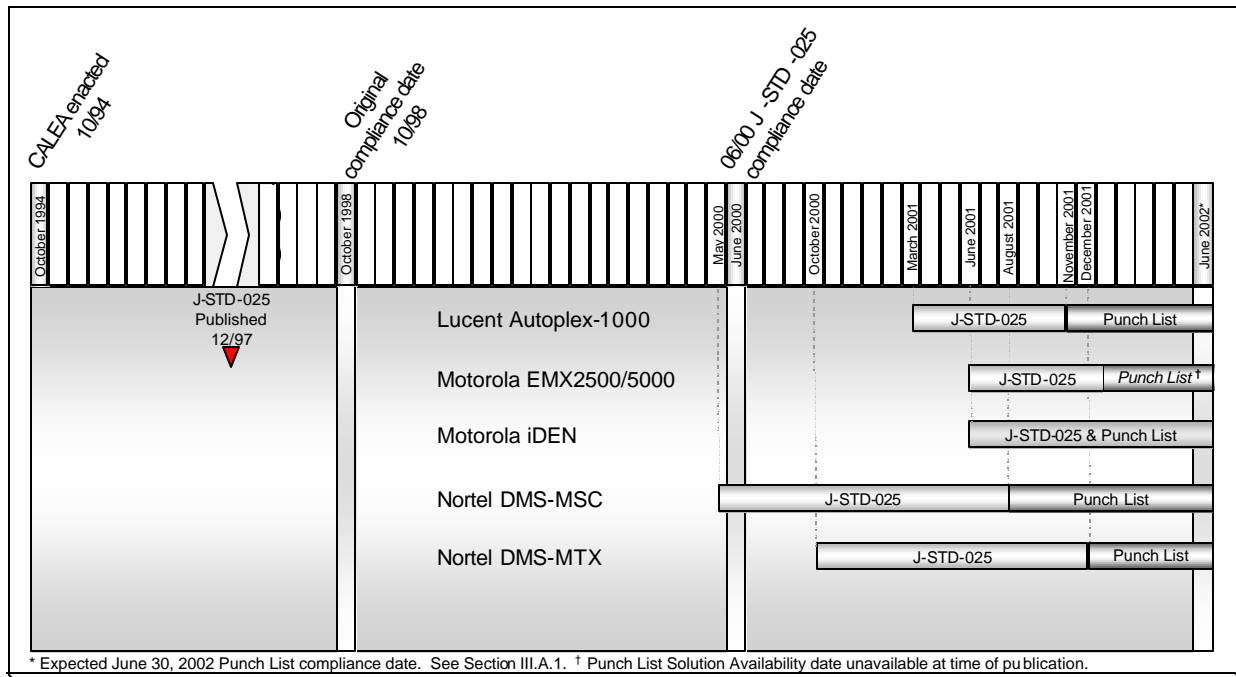 CALEA enacted
10/94
Original
compliance date
10/98
06/00 J -STD -025
compliance date
October 1994
October 1998
May 2000
June 2000
October 2000
March 2001
June 2001
August 2001
November 2001
December 2001
June 2002*
J-STD-025
Published
12/97
Lucent Autoplex-1000
J-STD-025
Punch List
Motorola EMX2500/5000
J-STD-025
Punch List †
Motorola iDEN
J-STD-025 & Punch List
Nortel DMS-MSC
J-STD-025
Punch List
Nortel DMS-MTX
J-STD-025
Punch List
* Expected June 30, 2002 Punch List compliance date. See Section III.A.1. † Punch List Solution Availability date unavailable at time of publication.